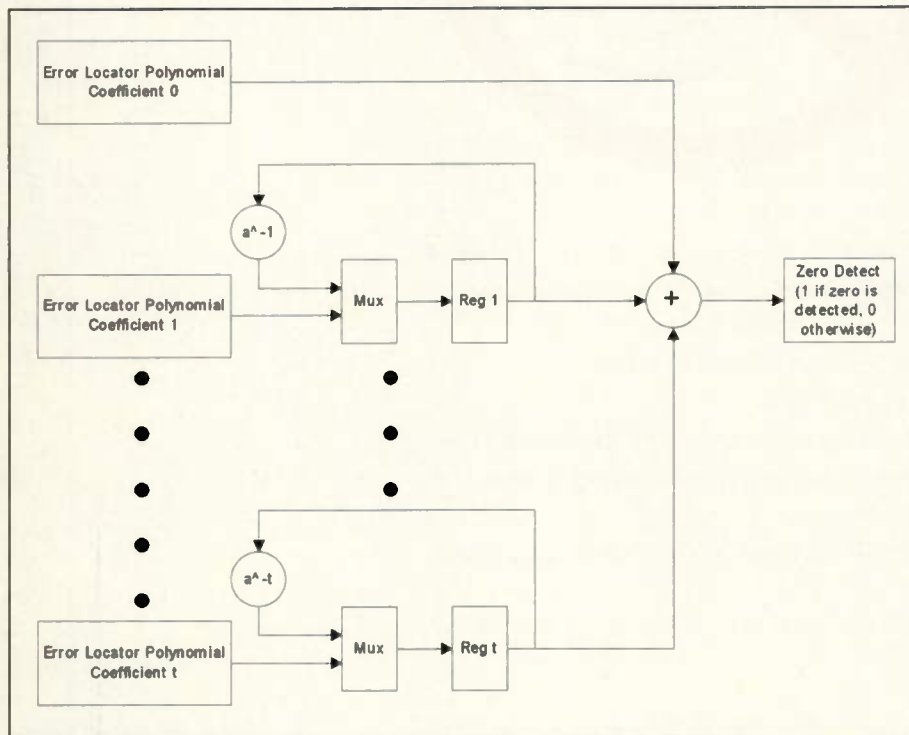 Error Locator Polynomial
Coefficient 0
a^-1
Error Locator Polynomial
Coefficient 1
Mux
Reg 1
+
Zero Detect
(1 if zero is
detected, 0
otherwise)
a^-t
Error Locator Polynomial
Coefficient t
Mux
Reg t